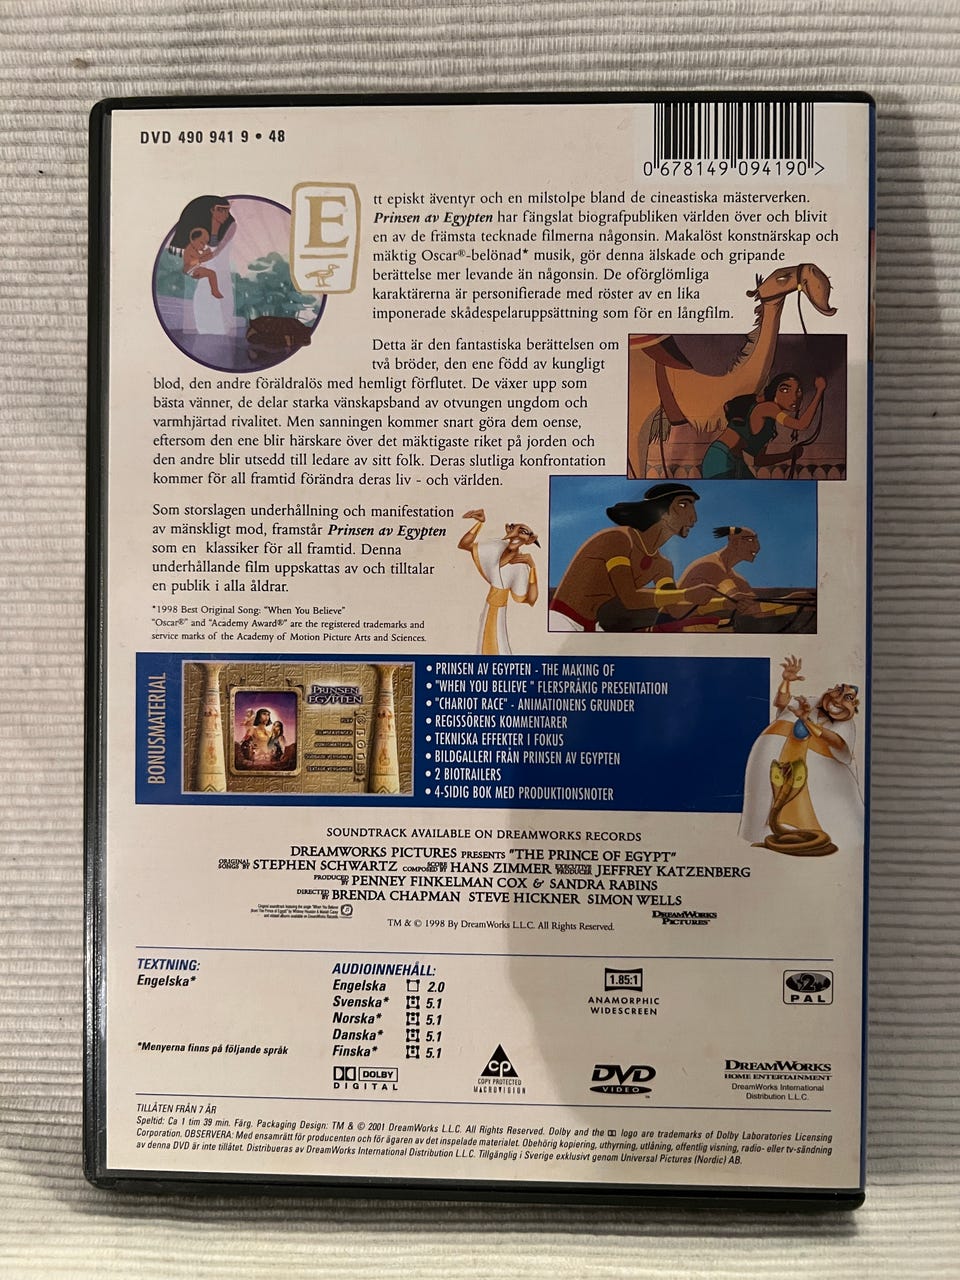 DVD 490 941 9 • 48
0 678149 094190 >
Ett episkt äventyr och en milstolpe bland de cineastiska mästerverken.
Prinsen av Egypten har fängslat biografpubliken världen över och blivit
en av de främsta tecknade filmerna någonsin. Makalöst konstnärskap och
mäktig Oscar®-belönad* musik, gör denna älskade och gripande
berättelse mer levande än någonsin. De oförglömliga
karaktärerna är personifierade med röster av en lika
imponerade skådespelaruppsättning som för en långfilm.
Detta är den fantastiska berättelsen om
två bröder, den ene född av kungligt
blod, den andre föräldralös med hemligt förflutet. De växer upp som
bästa vänner, de delar starka vänskapsband av otvungen ungdom och
varmhjärtad rivalitet. Men sanningen kommer snart göra dem oense,
eftersom den ene blir härskare över det mäktigaste riket på jorden och
den andre blir utsedd till ledare av sitt folk. Deras slutliga konfrontation
kommer för all framtid förändra deras liv - och världen.
Som storslagen underhållning och manifestation
av mänskligt mod, framstår Prinsen av Egypten
som en klassiker för all framtid. Denna
underhållande film uppskattas av och tilltalar
en publik i alla åldrar.
*1998 Best Original Song: "When You Believe"
"Oscar®" and "Academy Award®" are the registered trademarks and
service marks of the Academy of Motion Picture Arts and Sciences.
BONUSMATERIAL
PRINSEN AV EGYPTEN
• PRINSEN AV EGYPTEN - THE MAKING OF
• "WHEN YOU BELIEVE " FLERSPRÅKIG PRESENTATION
• "CHARIOT RACE" - ANIMATIONENS GRUNDER
• REGISSÖRENS KOMMENTARER
• TEKNISKA EFFEKTER I FOKUS
• BILDGALLERI FRÅN PRINSEN AV EGYPTEN
• 2 BIOTRAILERS
• 4-SIDIG BOK MED PRODUKTIONSNOTER
SOUNDTRACK AVAILABLE ON DREAMWORKS RECORDS
DREAMWORKS PICTURES PRESENTS "THE PRINCE OF EGYPT"
ORIGINAL SONGS BY STEPHEN SCHWARTZ SCORE COMPOSED BY HANS ZIMMER EXECUTIVE PRODUCER JEFFREY KATZENBERG
PRODUCED BY PENNEY FINKELMAN COX & SANDRA RABINS
DIRECTED BY BRENDA CHAPMAN STEVE HICKNER SIMON WELLS
TM & © 1998 By DreamWorks L.L.C. All Rights Reserved.
DREAMWORKS PICTURES
TEXTNING:
Engelska*
*Menyerna finns på följande språk
AUDIOINNEHÅLL:
Engelska 2.0
Svenska* 5.1
Norska* 5.1
Danska* 5.1
Finska* 5.1
DOLBY
DIGITAL
1.85:1
ANAMORPHIC
WIDESCREEN
2
PAL
CP
COPY PROTECTED
MACROVISION
DVD
VIDEO
DREAMWORKS
HOME ENTERTAINMENT
DreamWorks International
Distribution L.L.C.
TILLÅTEN FRÅN 7 ÅR
Speltid: Ca 1 tim 39 min. Färg. Packaging Design: TM & © 2001 DreamWorks L.L.C. All Rights Reserved. Dolby and the logo are trademarks of Dolby Laboratories Licensing
Corporation. OBSERVERA: Med ensamrätt för producenten och för ägaren av det inspelade materialet. Obehörig kopiering, uthyrning, utlåning, offentlig visning, radio- eller tv-sändning
av denna DVD är inte tillåtet. Distribueras av DreamWorks International Distribution L.L.C. Tillgänglig i Sverige exklusivt genom Universal Pictures (Nordic) AB.